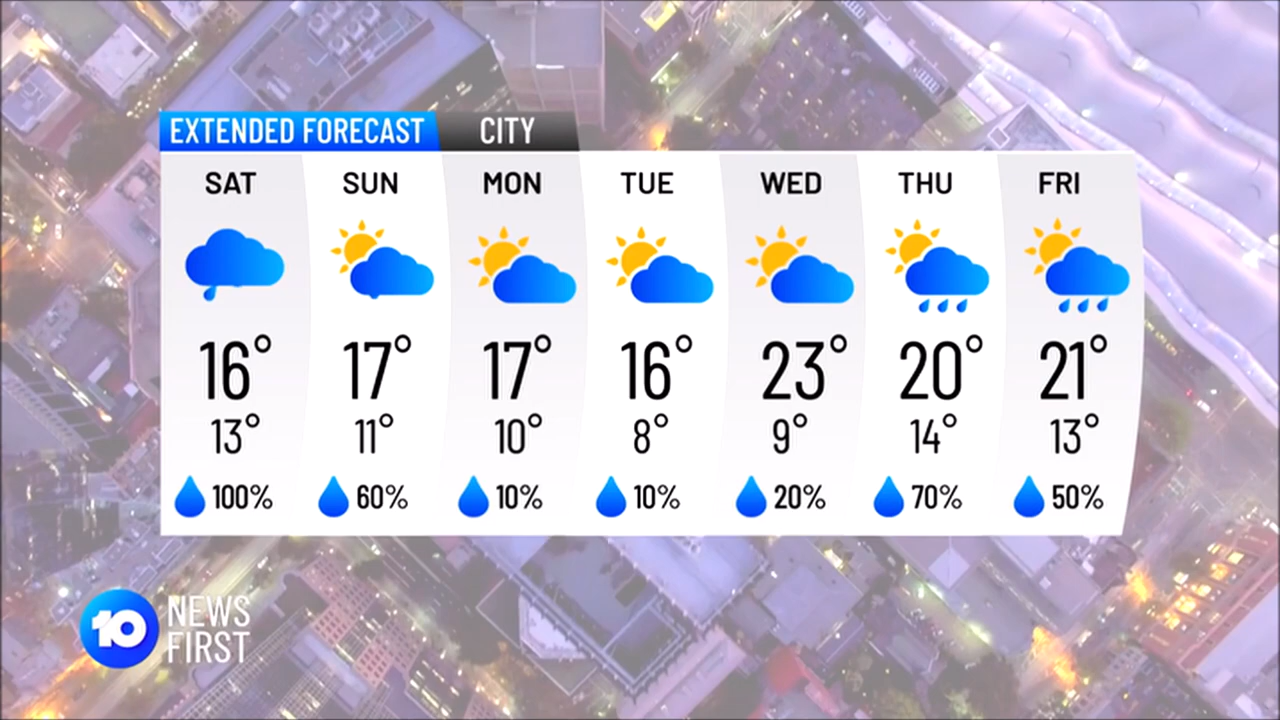 EXTENDED FORECAST CITY
SAT SUN MON TUE WED THU FRI
16° 17° 17° 16° 23° 20° 21°
13° 11° 10° 8° 9° 14° 13°
100% 60% 10% 10% 20% 70% 50%
10 NEWS
FIRST